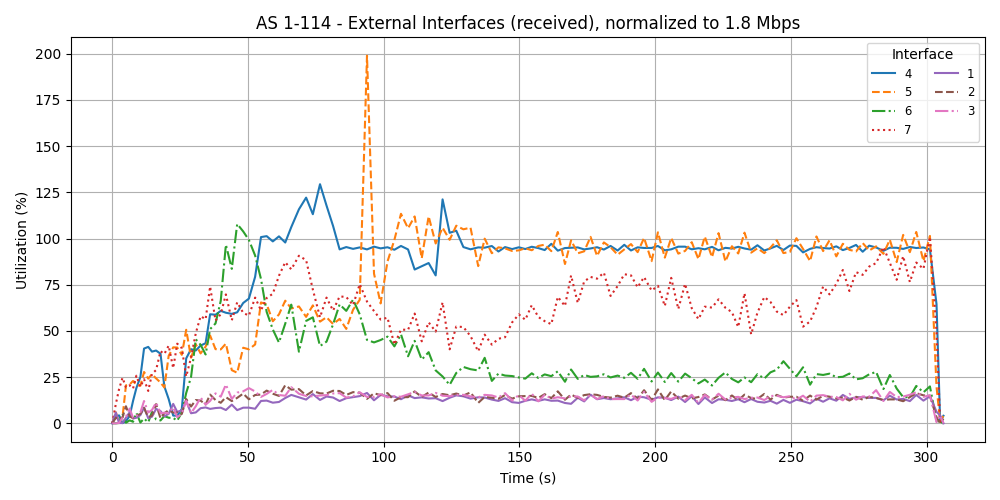 AS 1-114 - External Interfaces (received), normalized to 1.8 Mbps
Utilization (%)
200
175
150
125
100
75
50
25
0
0 50 100 150 200 250 300
Time (s)
Interface
4 1
5 2
6 3
7